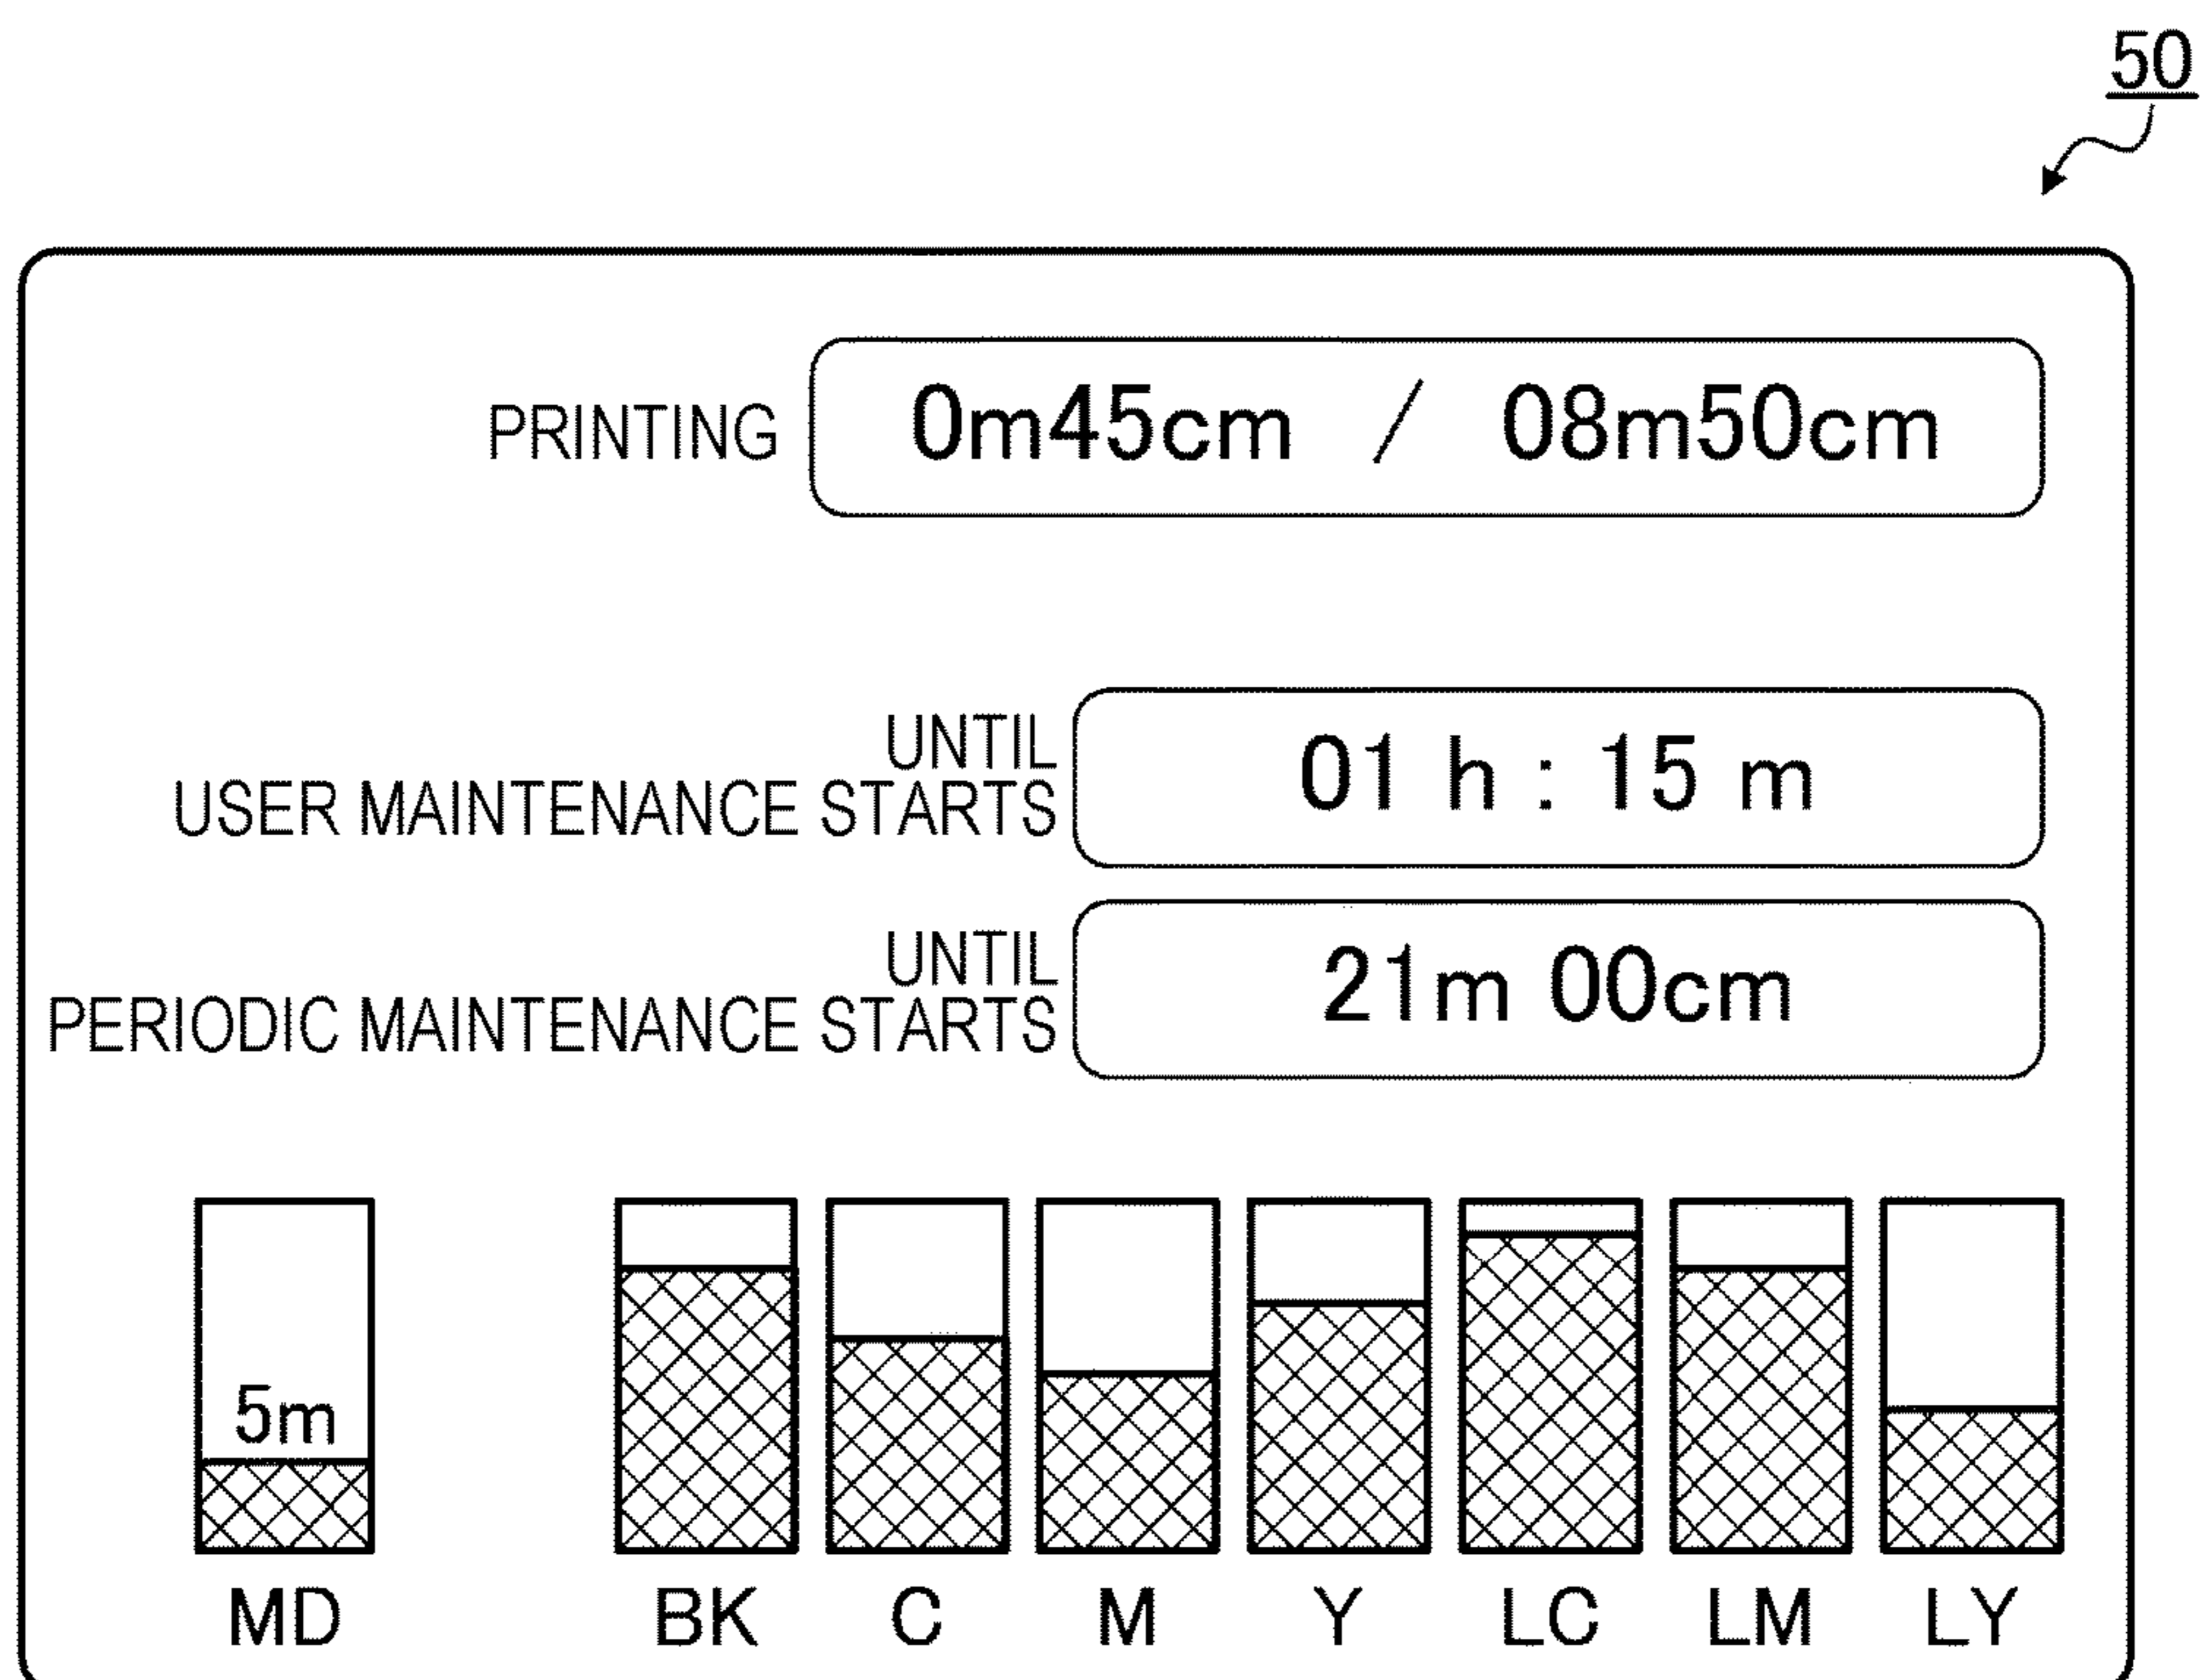 50
PRINTING 0m45cm / 08m50cm
UNTIL
USER MAINTENANCE STARTS 01 h : 15 m
UNTIL
PERIODIC MAINTENANCE STARTS 21m 00cm
5m
MD BK C M Y LC LM LY